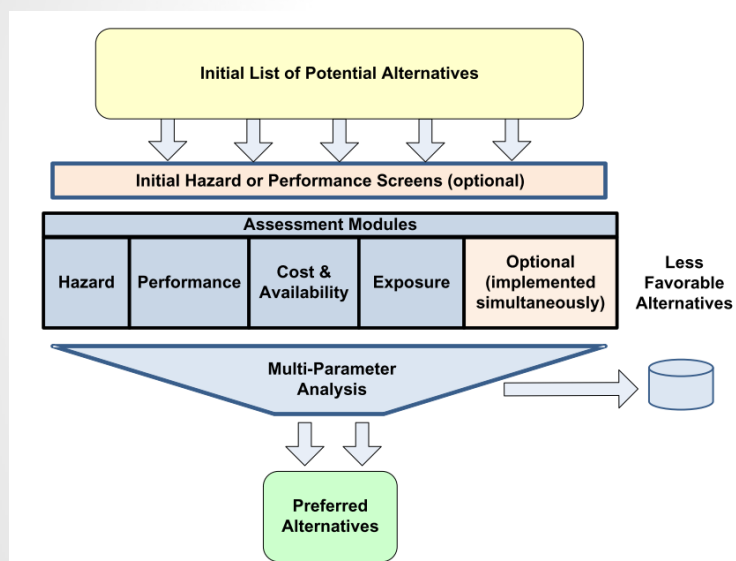 Initial List of Potential Alternatives
Initial Hazard or Performance Screens (optional)
Assessment Modules
Hazard
Performance
Cost &
Availability
Exposure
Optional
(implemented
simultaneously)
Less
Favorable
Alternatives
Multi-Parameter
Analysis
Preferred
Alternatives